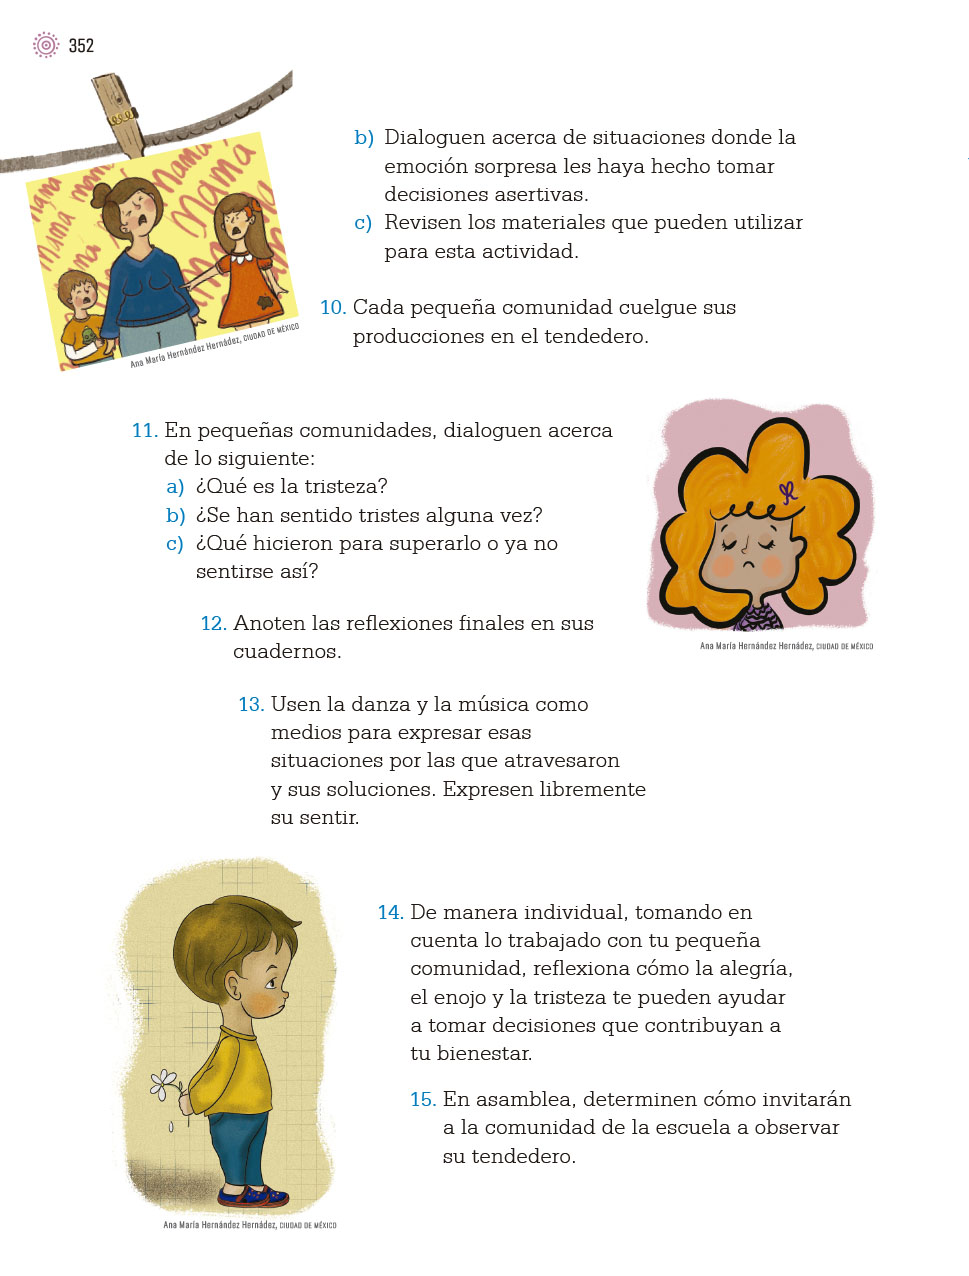 352
b) Dialoguen acerca de situaciones donde la
emoción sorpresa les haya hecho tomar
decisiones asertivas.
c) Revisen los materiales que pueden utilizar
para esta actividad.
mamá
Ana María Hernández Hernádez, CIUDAD DE MÉXICO
10. Cada pequeña comunidad cuelgue sus
producciones en el tendedero.
11. En pequeñas comunidades, dialoguen acerca
de lo siguiente:
a) ¿Qué es la tristeza?
b) ¿Se han sentido tristes alguna vez?
c) ¿Qué hicieron para superarlo o ya no
sentirse así?
Ana María Hernández Hernádez, CIUDAD DE MÉXICO
12. Anoten las reflexiones finales en sus
cuadernos.
13. Usen la danza y la música como
medios para expresar esas
situaciones por las que atravesaron
y sus soluciones. Expresen libremente
su sentir.
14. De manera individual, tomando en
cuenta lo trabajado con tu pequeña
comunidad, reflexiona cómo la alegría,
el enojo y la tristeza te pueden ayudar
a tomar decisiones que contribuyan a
tu bienestar.
15. En asamblea, determinen cómo invitarán
a la comunidad de la escuela a observar
su tendedero.
Ana María Hernández Hernádez, CIUDAD DE MÉXICO